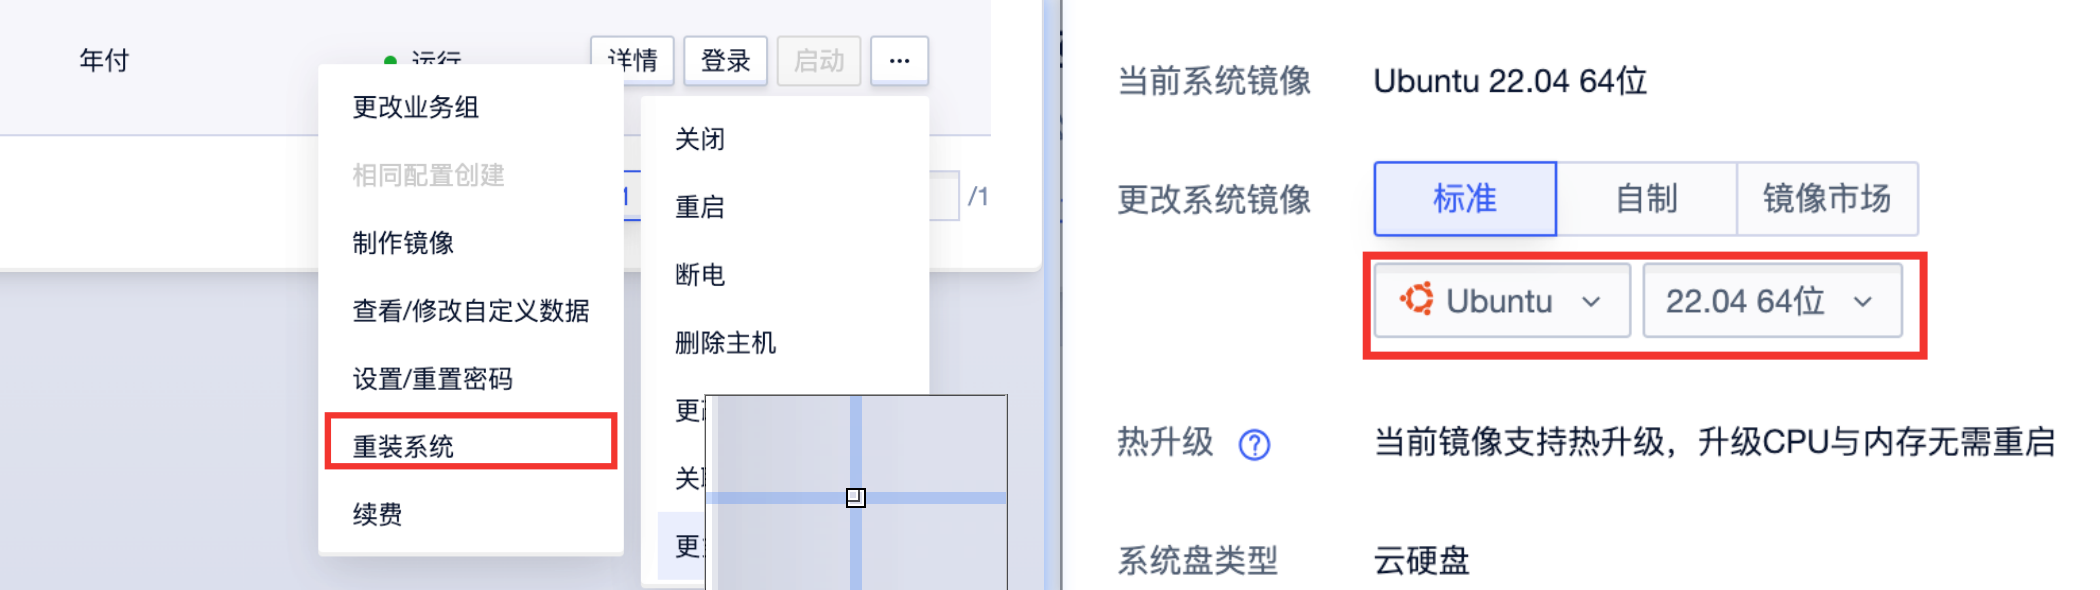 年付
运行
详情
登录
启动
...
更改业务组
相同配置创建
制作镜像
查看/修改自定义数据
设置/重置密码
重装系统
续费
关闭
重启
断电
删除主机
更
关
更
1
/1
当前系统镜像
Ubuntu 22.04 64位
更改系统镜像
标准
自制
镜像市场
Ubuntu
22.04 64位
热升级
?
当前镜像支持热升级，升级CPU与内存无需重启
系统盘类型
云硬盘